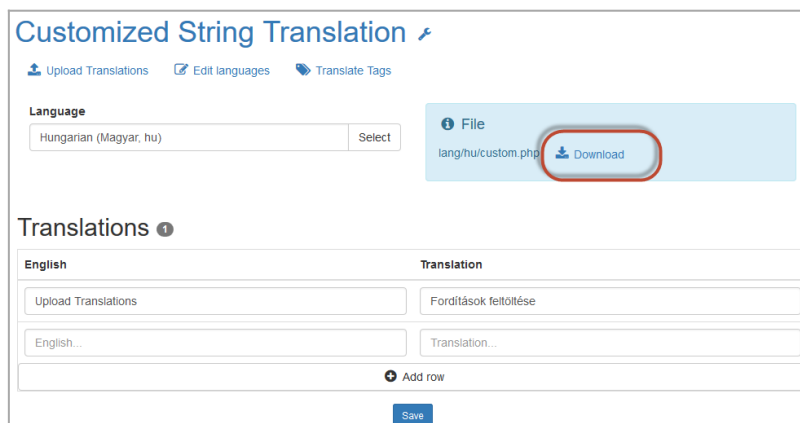 Customized String Translation
Upload Translations Edit languages Translate Tags
Language
Hungarian (Magyar, hu) Select
File
lang/hu/custom.php Download
Translations 1
English Translation
Upload Translations Fordítások feltöltése
English... Translation...
Add row
Save